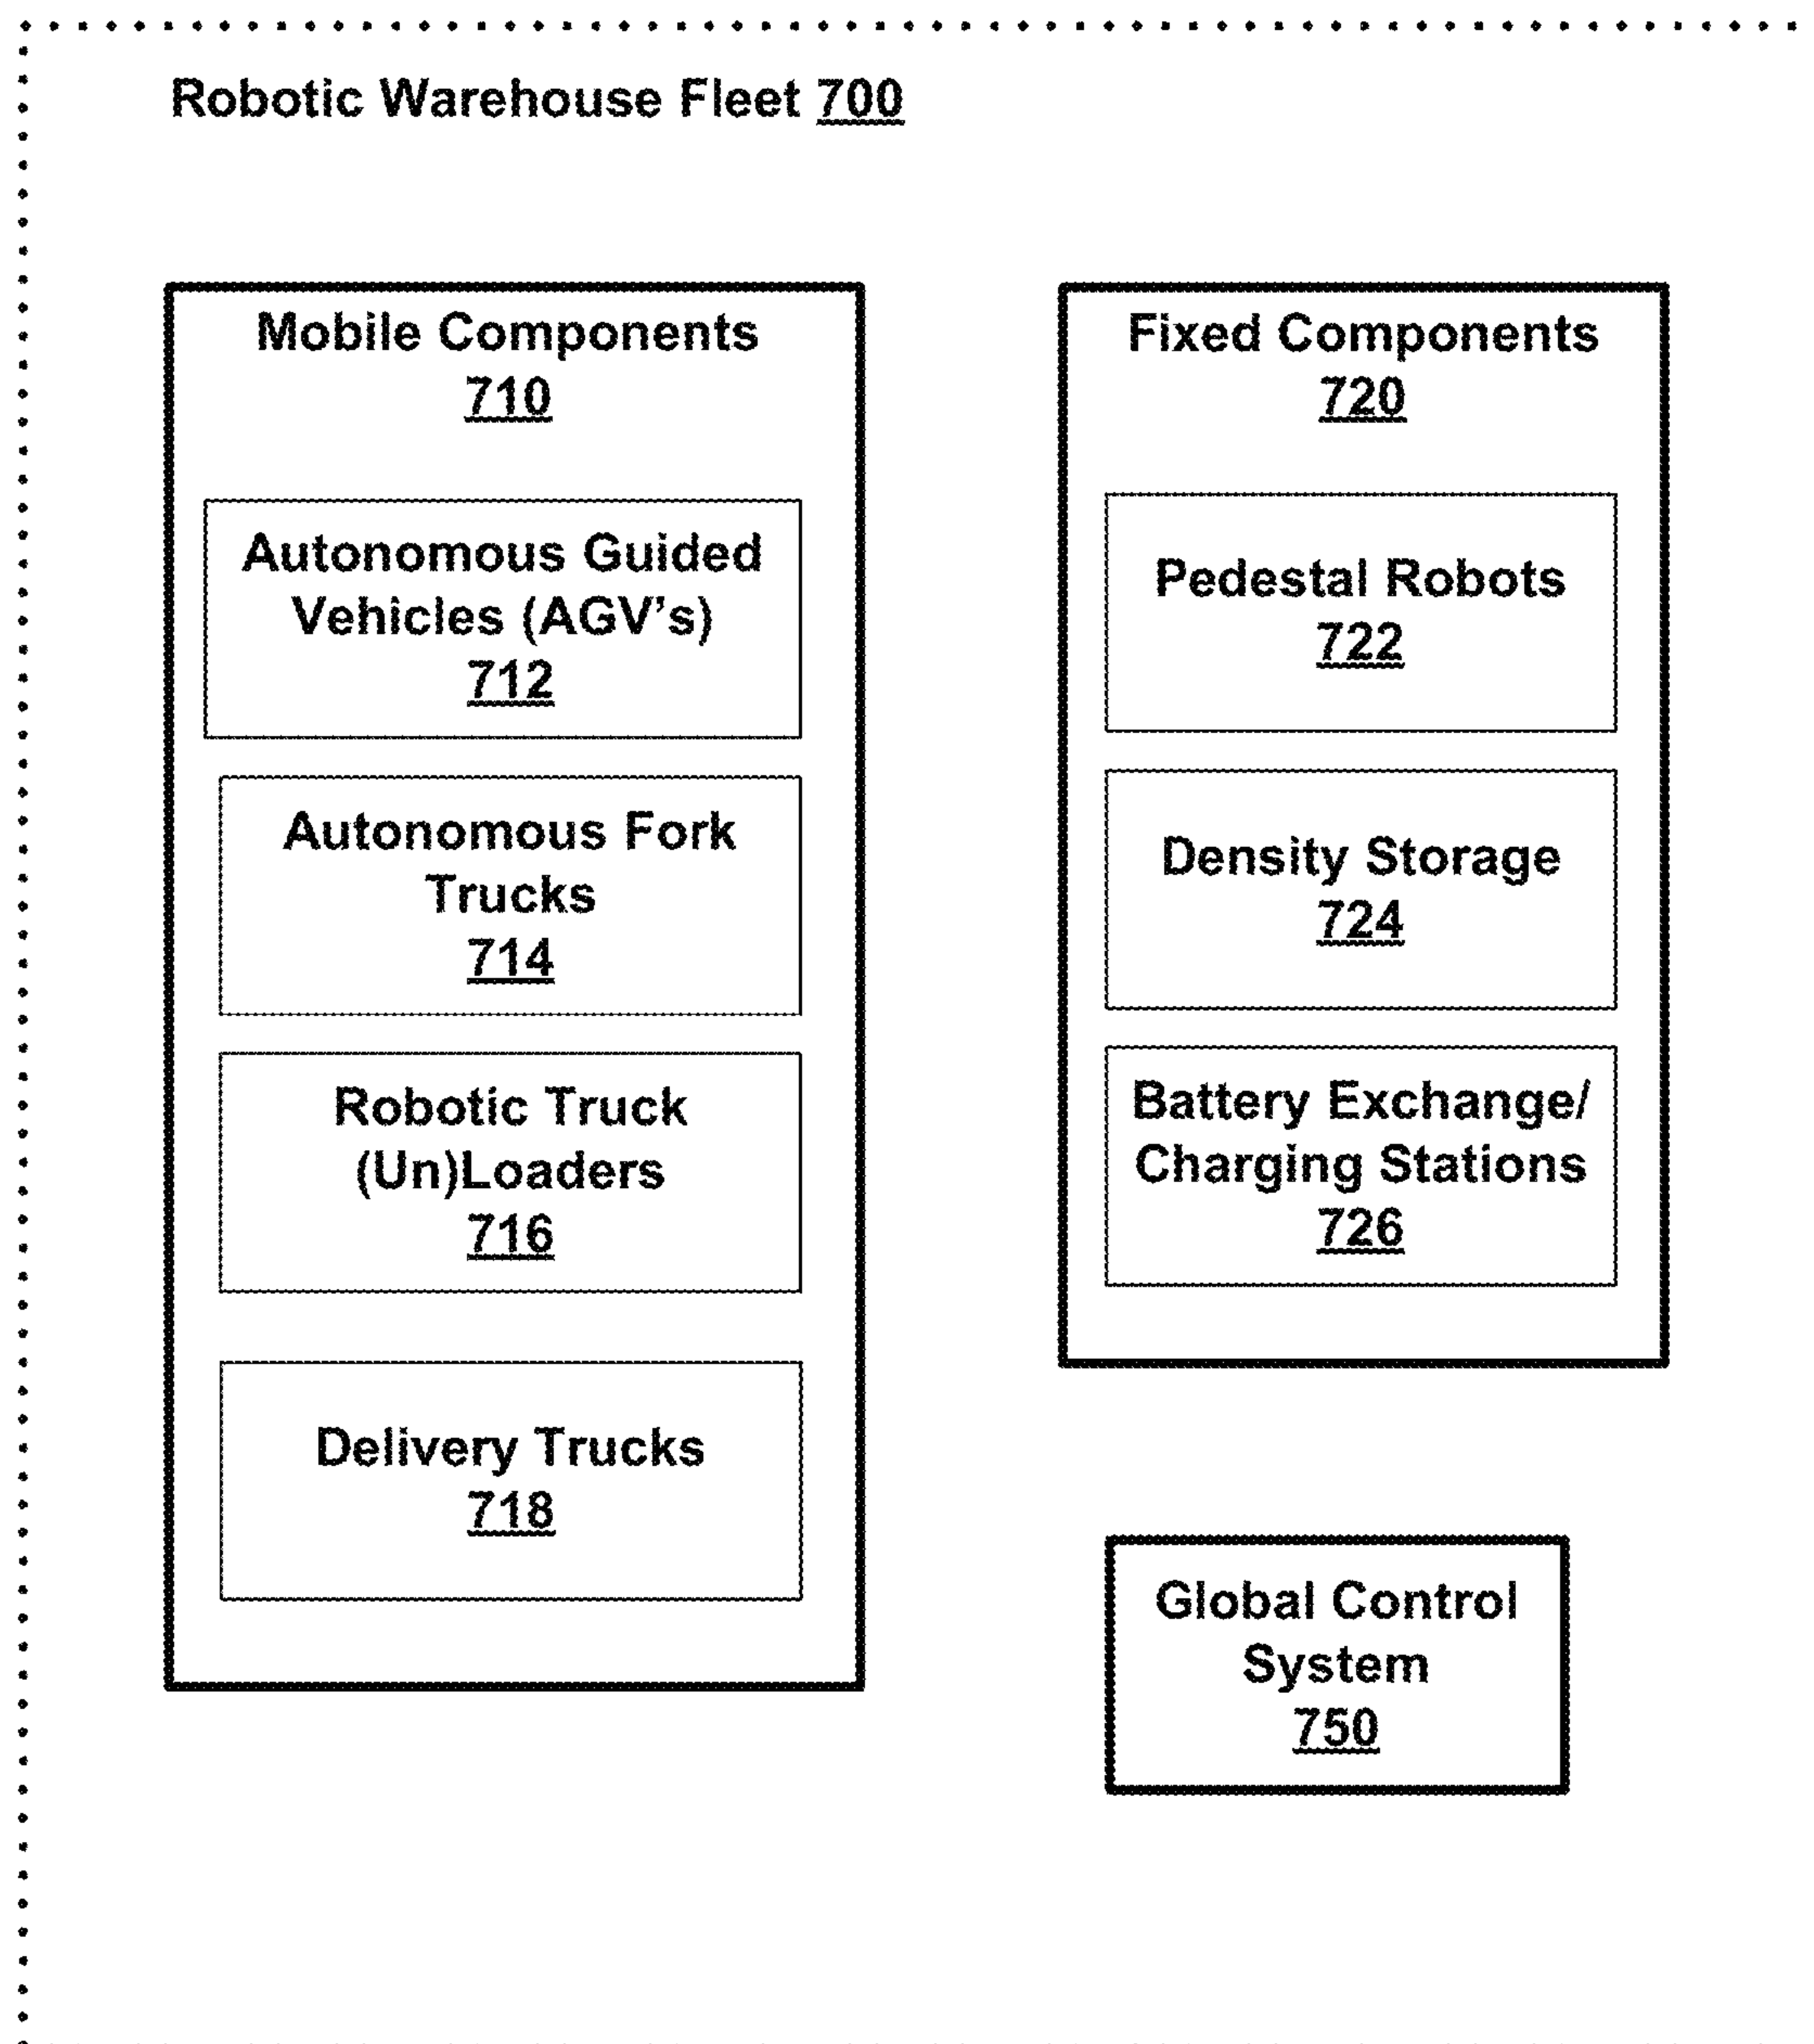 Robotic Warehouse Fleet 700
Mobile Components
710
Autonomous Guided
Vehicles (AGV's)
712
Autonomous Fork
Trucks
714
Robotic Truck
(Un)Loaders
716
Delivery Trucks
718
Fixed Components
720
Pedestal Robots
722
Density Storage
724
Battery Exchange/
Charging Stations
726
Global Control
System
750